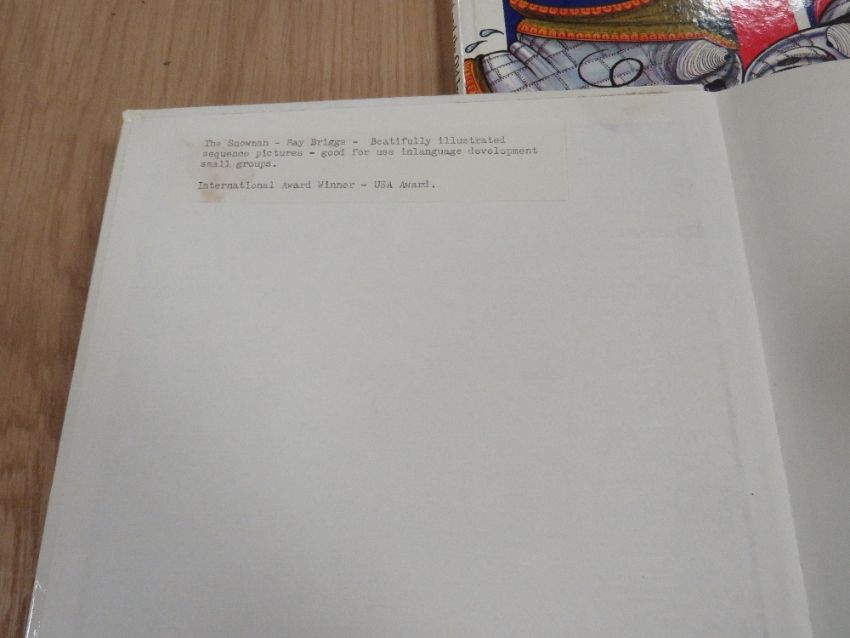 The Snowman - Ray Briggs - Beatifully illustrated
sequence pictures - good for use inlanguage development
small groups.
International Award Winner - USA Award.